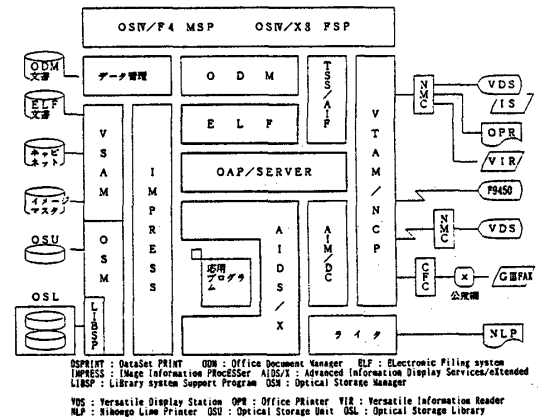 OSⅣ/F4 MSP OSⅣ/X8 FSP
ODM
文書
ELF
文書
キャビ
ネット
イメージ
マスタ
OSU
OSL
データ管理
ODM
TSS/AIF
ELF
OAP/SERVER
VSAM
OSM
LIBSP
IMPRESS
AIDS/X
応用
プログラ
ム
AIM/DC
VTAM/NCP
ライタ
NMC
VDS
IS
OPR
VIR
F9450
NMC
VDS
CFC
×
公衆網
GⅢFAX
NLP
DSPRINT : DataSet PRINT ODM : Office Document Manager ELF : ELectronic Filing system
IMPRESS : IMage Information PRocESSer AIDS/X : Advanced Information Display Services/eXtended
LIBSP : LiBrary system Support Program OSM : Optical Storage Manager
VDS : Versatile Display Station OPR : Office PRinter VIR : Versatile Information Reader
NLP : Nihongo Line Printer OSU : Optical Storage Unit OSL : Optical Storage Library